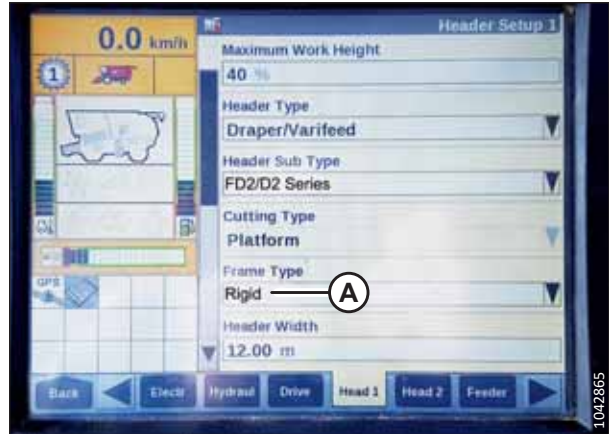 Header Setup 1
0.0 km/h
1
Maximum Work Height
40 %
Header Type
Draper/Varifeed
Header Sub Type
FD2/D2 Series
Cutting Type
Platform
Frame Type
Rigid
A
Header Width
12.00 m
GPS
Back
Electr
Hydraul
Drive
Head 1
Head 2
Feeder
1042865